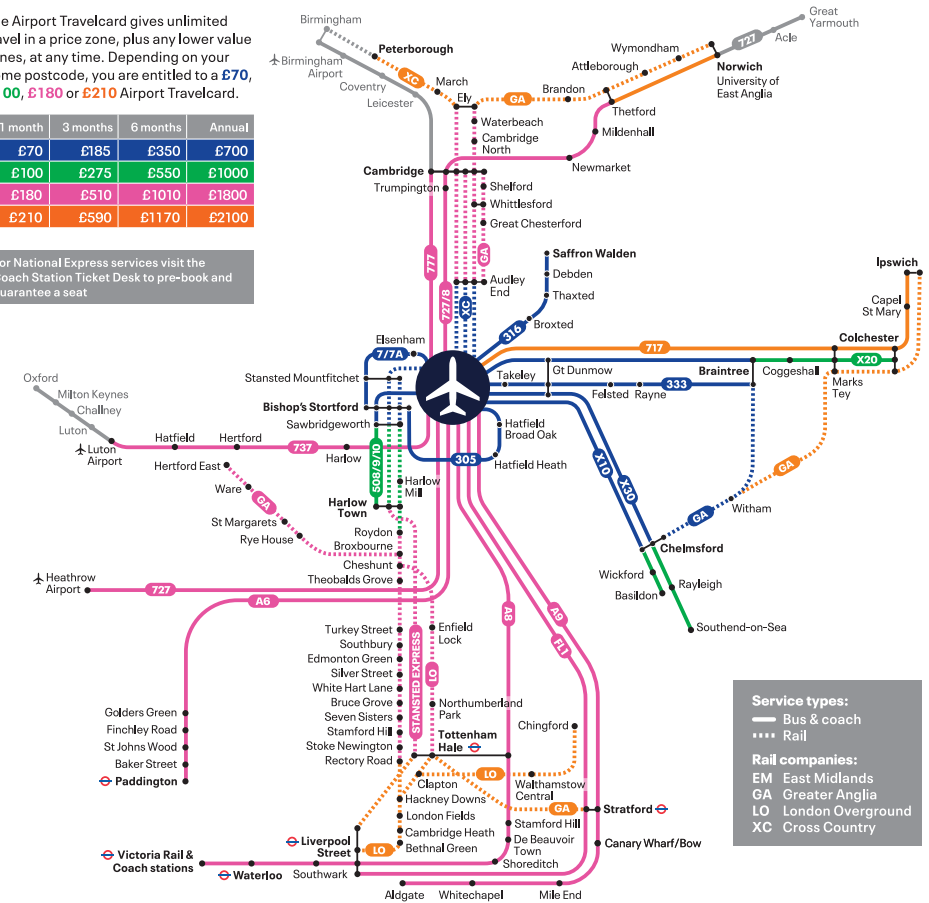 e Airport Travelcard gives unlimited
avel in a price zone, plus any lower value
nes, at any time. Depending on your
ome postcode, you are entitled to a £70,
00, £180 or £210 Airport Travelcard.
1 month 3 months 6 months Annual
£70 £185 £350 £700
£100 £275 £550 £1000
£180 £510 £1010 £1800
£210 £590 £1170 £2100
or National Express services visit the
Coach Station Ticket Desk to pre-book and
uarantee a seat
Birmingham
Birmingham
Airport
Coventry
Leicester
Peterborough
XC
March
Ely
GA
Brandon
Attleborough
Wymondham
Thetford
Norwich
University of
East Anglia
727
Acle
Great
Yarmouth
Waterbeach
Cambridge
North
Mildenhall
Newmarket
Cambridge
Trumpington
Shelford
Whittlesford
Great Chesterford
777
727/8
GA
Audley
End
XC
Saffron Walden
Debden
Thaxted
Broxted
316
Ipswich
Capel
St Mary
Colchester
717
X20
Elsenham
7/7A
Stansted Mountfitchet
Bishop's Stortford
Sawbridgeworth
Takeley
Gt Dunmow
Felsted
Rayne
333
Braintree
Coggeshall
Marks
Tey
Oxford
Milton Keynes
Challney
Luton
Luton
Airport
Hatfield
Hertford
737
Harlow
508/9/10
305
Hatfield
Broad Oak
Hatfield Heath
X10
X30
GA
Witham
GA
Chelmsford
Wickford
Basildon
Rayleigh
Southend-on-Sea
Hertford East
Ware
GA
St Margarets
Rye House
Harlow
Mill
Harlow
Town
Roydon
Broxbourne
Cheshunt
Theobalds Grove
Heathrow
Airport
727
A6
A8
A9
FL1
Turkey Street
Southbury
Edmonton Green
Silver Street
White Hart Lane
Bruce Grove
Seven Sisters
Stamford Hill
Stoke Newington
Rectory Road
STANSTED EXPRESS
LO
Enfield
Lock
Northumberland
Park
Tottenham
Hale
Chingford
Golders Green
Finchley Road
St Johns Wood
Baker Street
Paddington
Clapton
LO
Walthamstow
Central
Hackney Downs
London Fields
Cambridge Heath
Bethnal Green
GA
Stratford
Stamford Hill
De Beauvoir
Town
Shoreditch
Canary Wharf/Bow
Liverpool
Street
LO
Victoria Rail &
Coach stations
Waterloo
Southwark
Aldgate
Whitechapel
Mile End
Service types:
Bus & coach
Rail
Rail companies:
EM East Midlands
GA Greater Anglia
LO London Overground
XC Cross Country